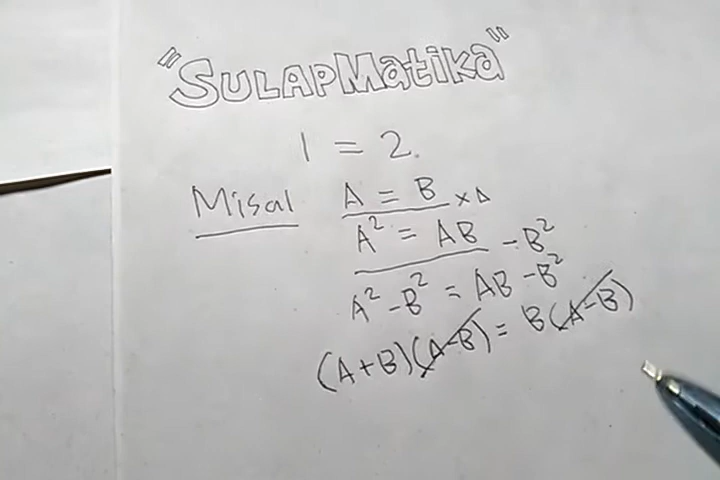 "SULAPMatika"
1 = 2.
Misal A = B × A
A² = AB - B²
A² - B² = AB - B²
(A+B)(A-B) = B(A-B)